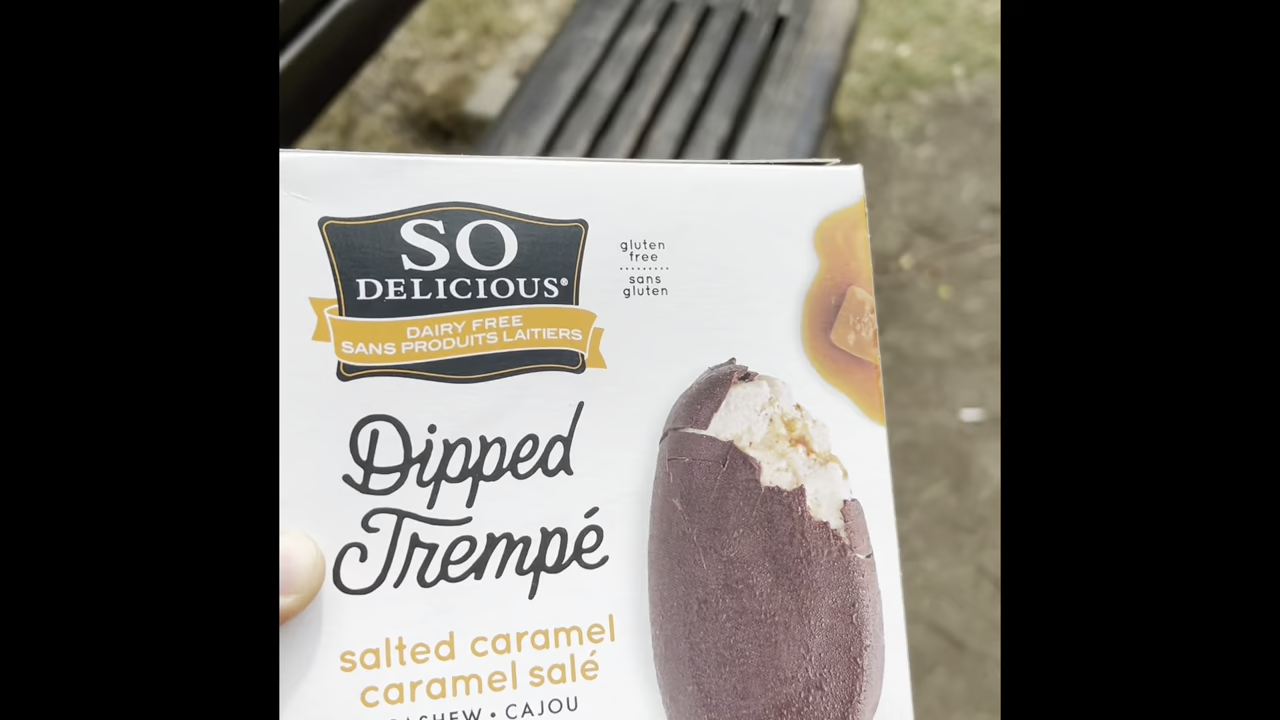 SO
DELICIOUS®
DAIRY FREE
SANS PRODUITS LAITIERS
gluten
free
sans
gluten
Dipped
Trempé
salted caramel
caramel salé
CASHEW • CAJOU